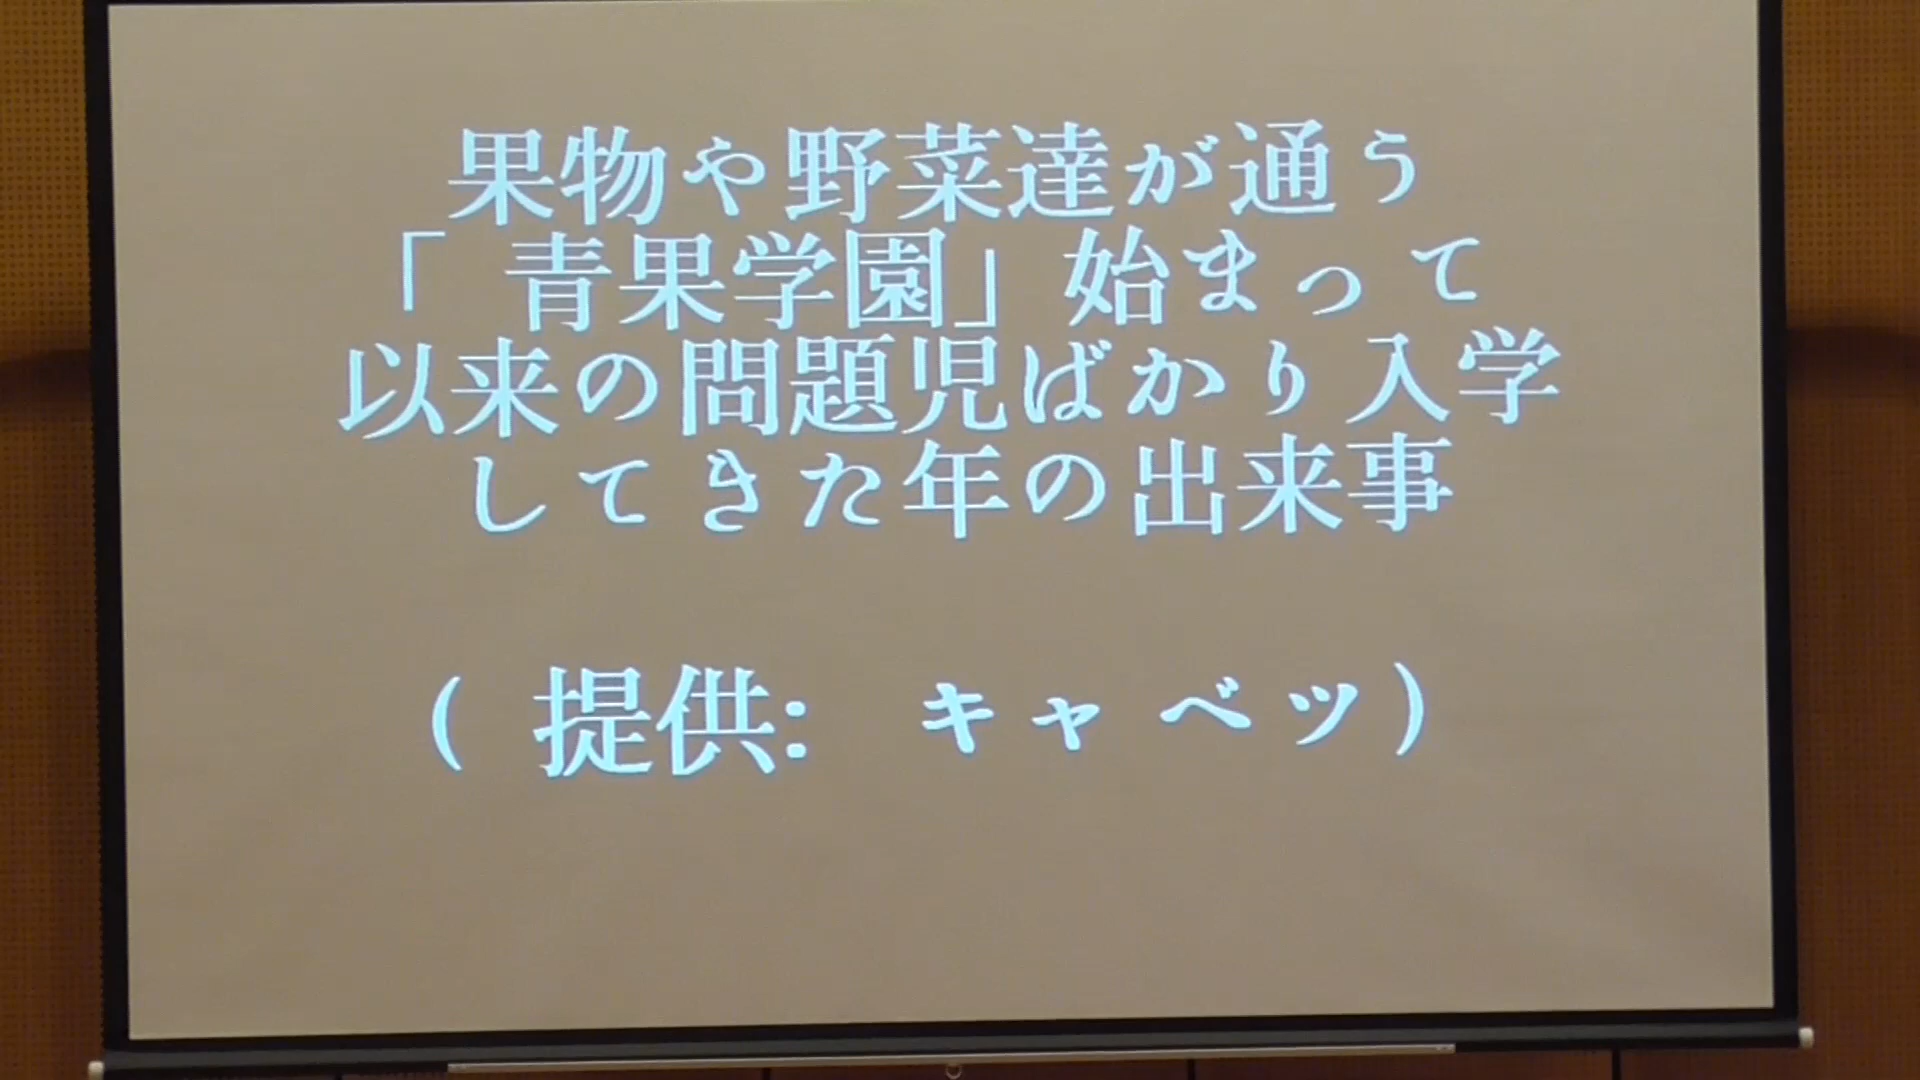 果物や野菜達が通う
「 青果学園」始まって
以来の問題児ばかり入学
してきた年の出来事
( 提供: キャベツ)